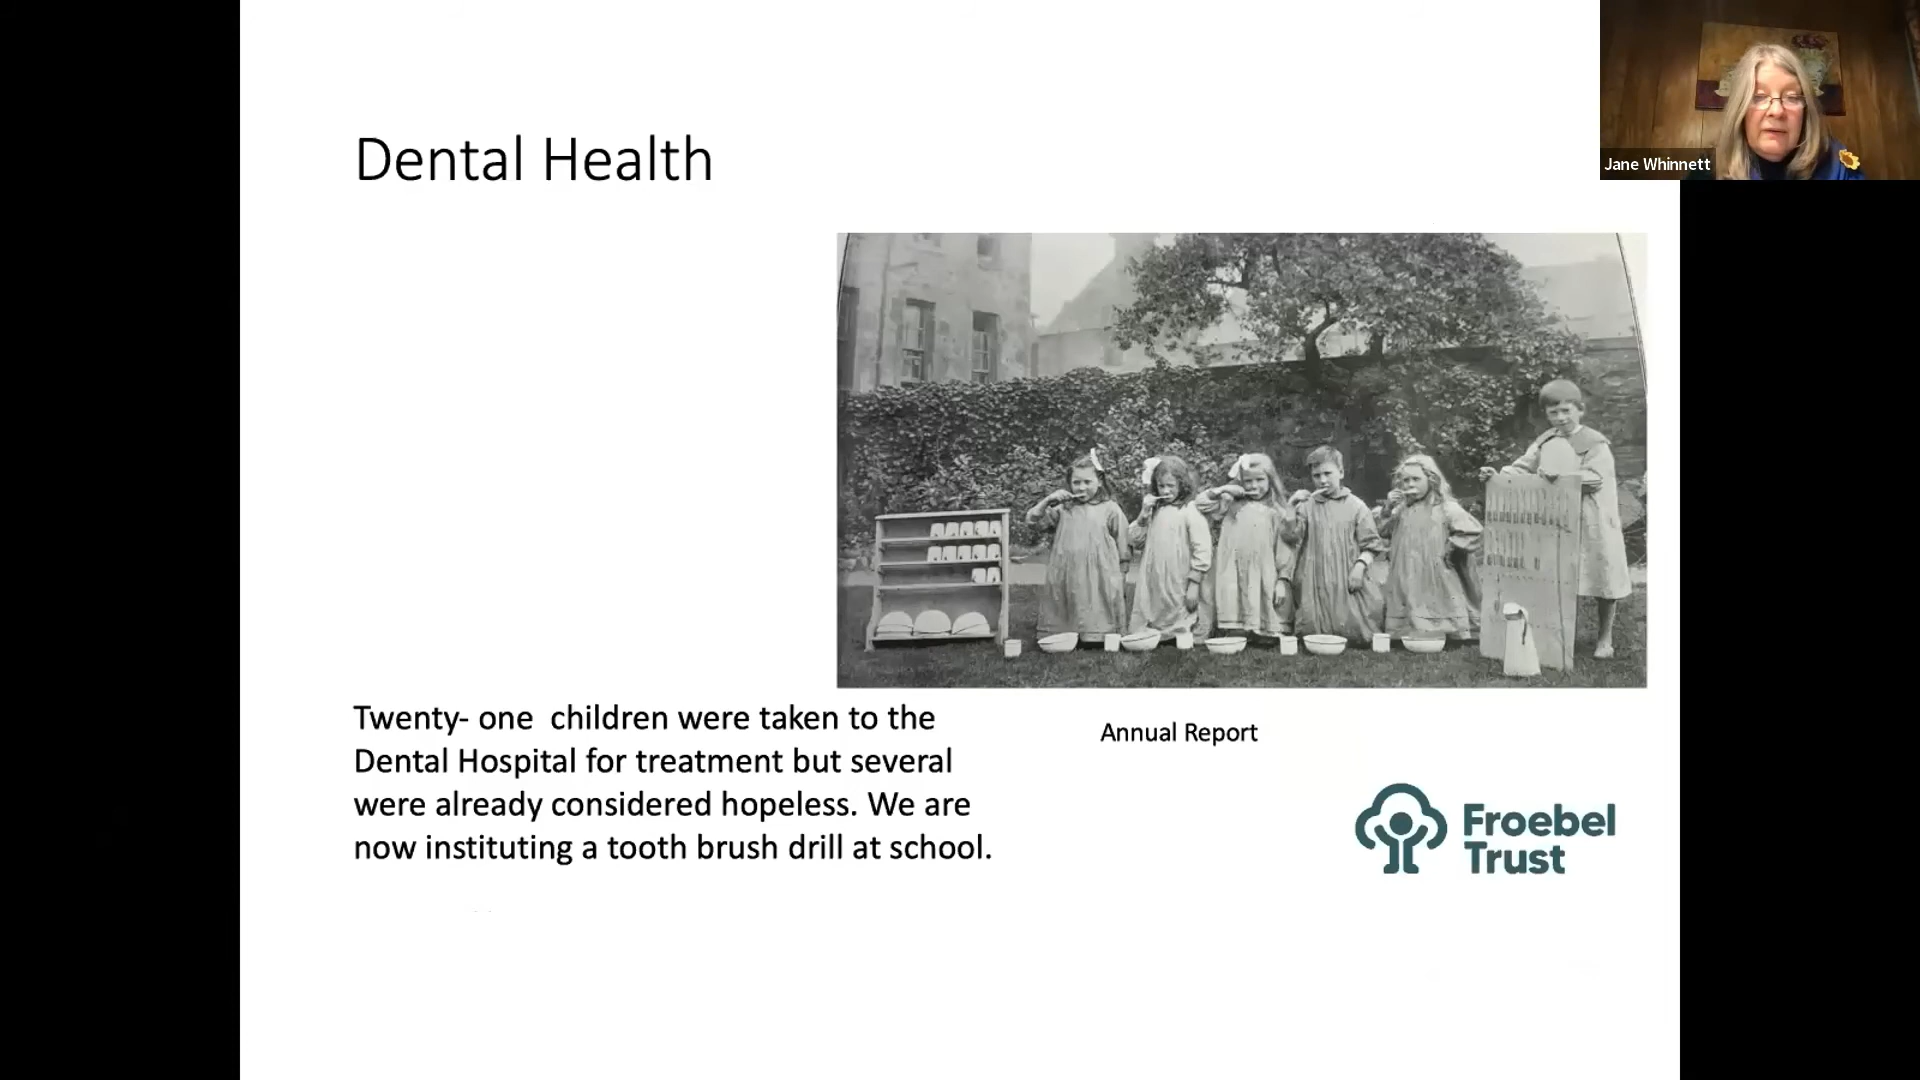 Dental Health
Jane Whinnett
Twenty- one  children were taken to the
Dental Hospital for treatment but several
were already considered hopeless. We are
now instituting a tooth brush drill at school.
Annual Report
Froebel
Trust